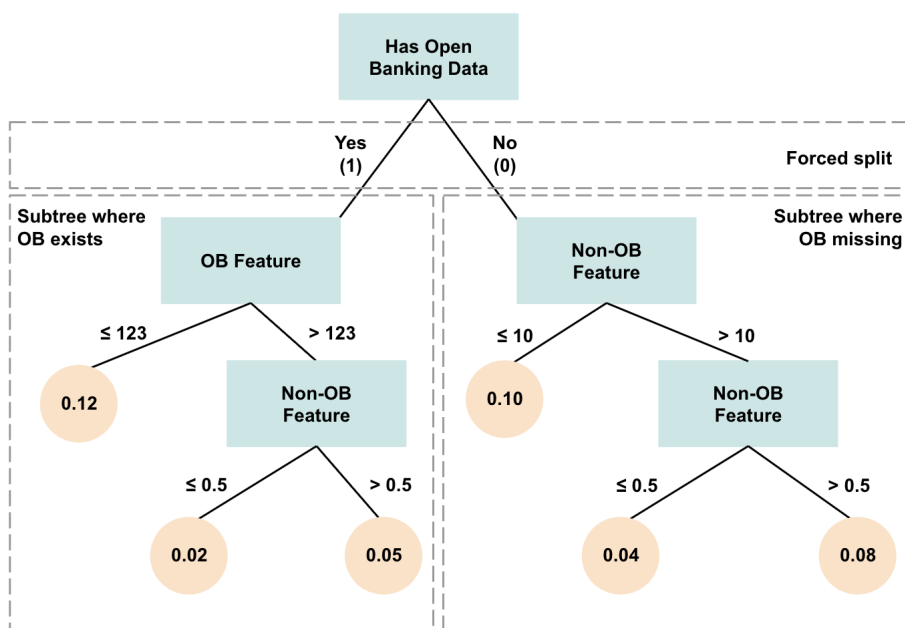 Has Open
Banking Data
Yes
(1)
No
(0)
Forced split
Subtree where
OB exists
Subtree where
OB missing
OB Feature
Non-OB
Feature
≤ 123
> 123
≤ 10
> 10
0.12
Non-OB
Feature
0.10
Non-OB
Feature
≤ 0.5
> 0.5
≤ 0.5
> 0.5
0.02
0.05
0.04
0.08